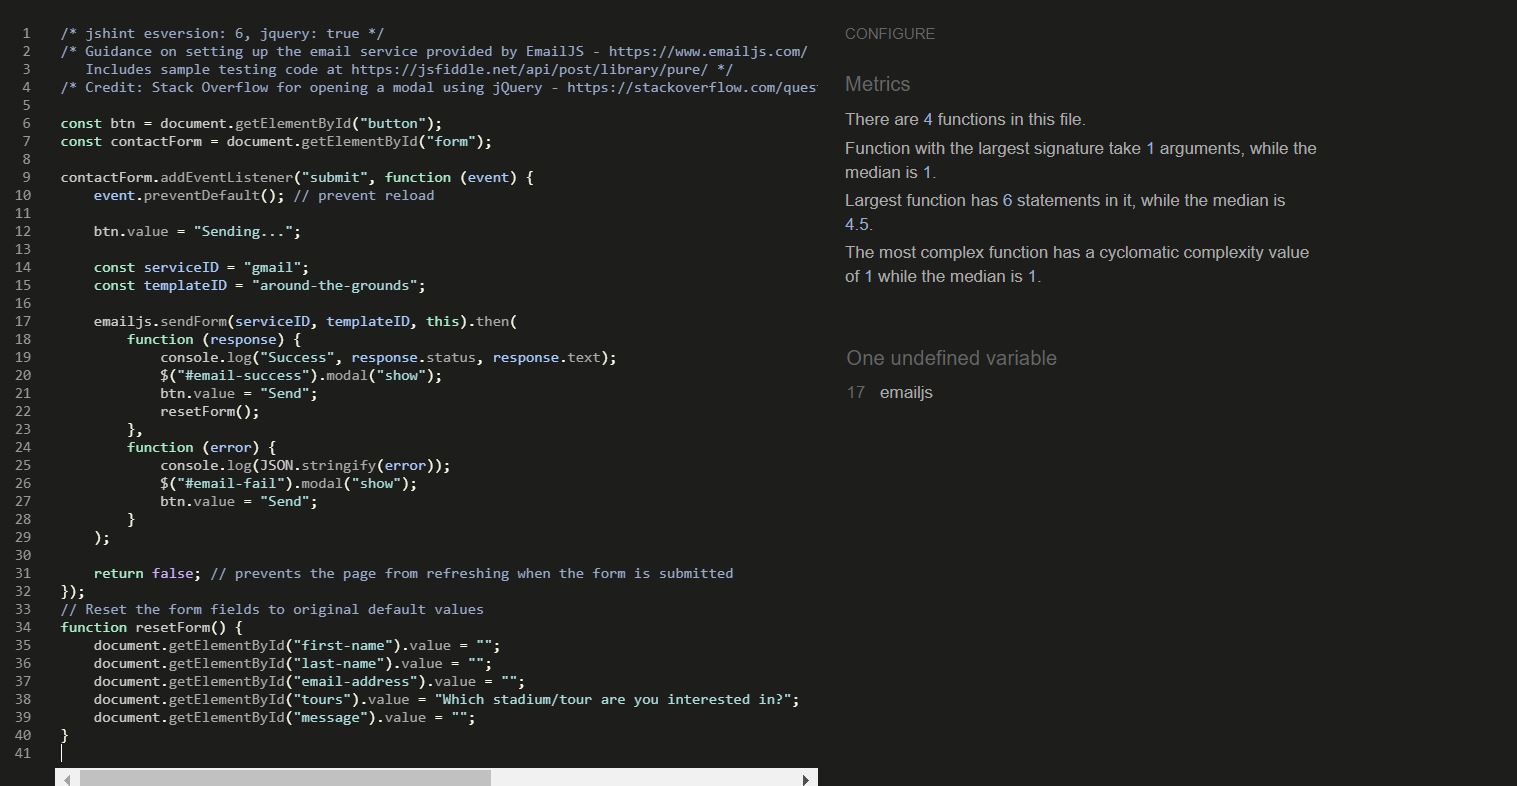 1 /* jshint esversion: 6, jquery: true */
2 /* Guidance on setting up the email service provided by EmailJS - https://www.emailjs.com/
3 Includes sample testing code at https://jsfiddle.net/api/post/library/pure/ */
4 /* Credit: Stack Overflow for opening a modal using jQuery - https://stackoverflow.com/ques
5
6 const btn = document.getElementById("button");
7 const contactForm = document.getElementById("form");
8
9 contactForm.addEventListener("submit", function (event) {
10 event.preventDefault(); // prevent reload
11
12 btn.value = "Sending...";
13
14 const serviceID = "gmail";
15 const templateID = "around-the-grounds";
16
17 emailjs.sendForm(serviceID, templateID, this).then(
18 function (response) {
19 console.log("Success", response.status, response.text);
20 $("#email-success").modal("show");
21 btn.value = "Send";
22 resetForm();
23 },
24 function (error) {
25 console.log(JSON.stringify(error));
26 $("#email-fail").modal("show");
27 btn.value = "Send";
28 }
29 );
30
31 return false; // prevents the page from refreshing when the form is submitted
32 });
33 // Reset the form fields to original default values
34 function resetForm() {
35 document.getElementById("first-name").value = "";
36 document.getElementById("last-name").value = "";
37 document.getElementById("email-address").value = "";
38 document.getElementById("tours").value = "Which stadium/tour are you interested in?";
39 document.getElementById("message").value = "";
40 }
41
CONFIGURE
Metrics
There are 4 functions in this file.
Function with the largest signature take 1 arguments, while the
median is 1.
Largest function has 6 statements in it, while the median is
4.5.
The most complex function has a cyclomatic complexity value
of 1 while the median is 1.
One undefined variable
17 emailjs